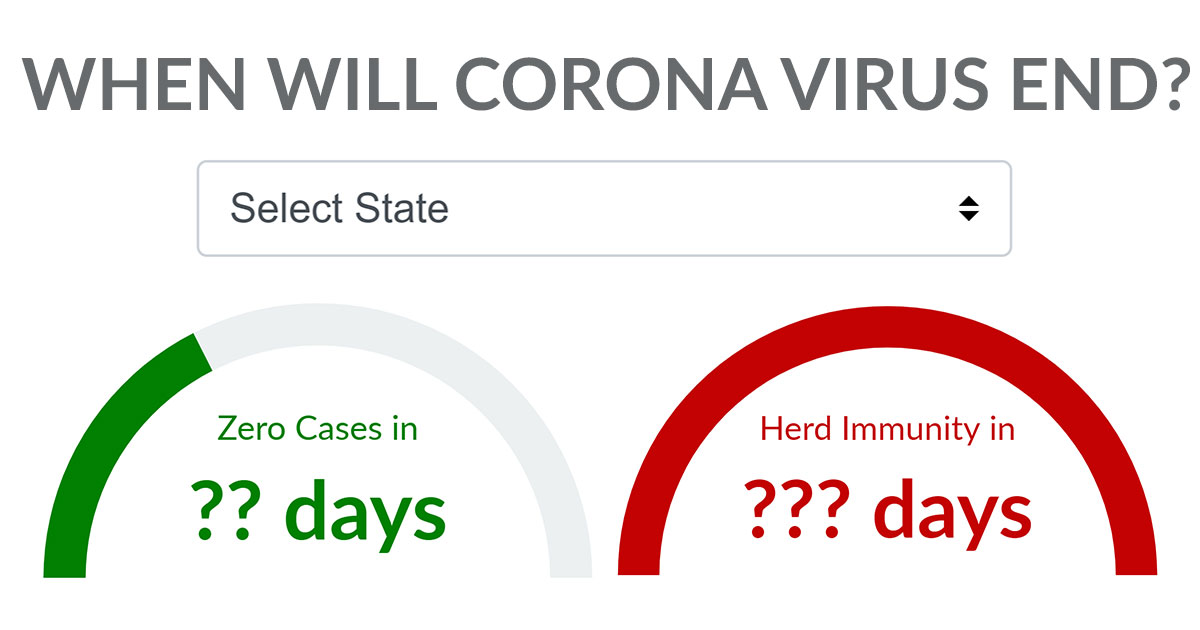 WHEN WILL CORONA VIRUS END?
Select State
Zero Cases in
?? days
Herd Immunity in
??? days